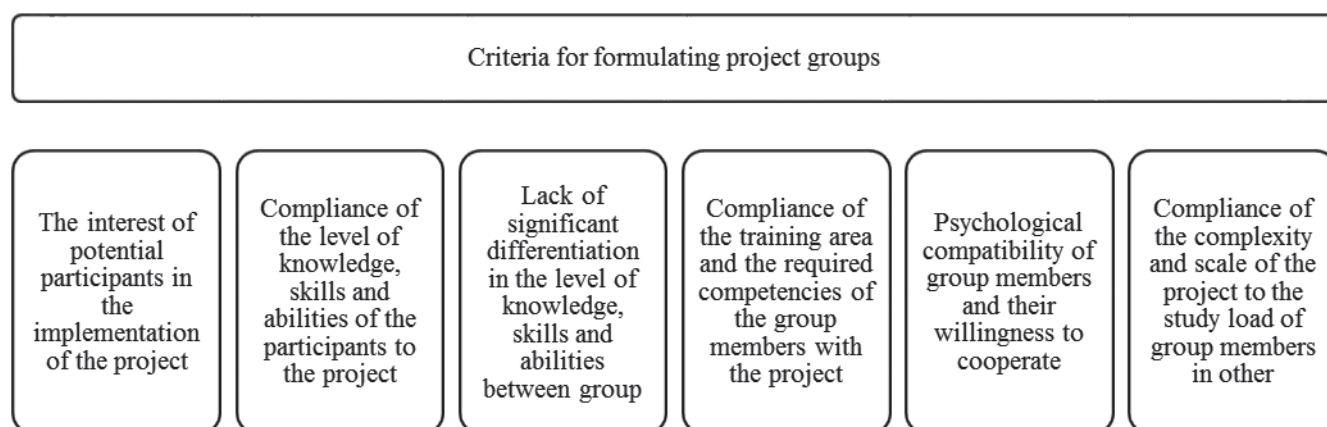 Criteria for formulating project groups
The interest of
potential
participants in
the
implementation
of the project
Compliance of
the level of
knowledge,
skills and
abilities of the
participants to
the project
Lack of
significant
differentiation
in the level of
knowledge,
skills and
abilities
between group
Compliance of
the training area
and the required
competencies of
the group
members with
the project
Psychological
compatibility of
group members
and their
willingness to
cooperate
Compliance of
the complexity
and scale of the
project to the
study load of
group members
in other